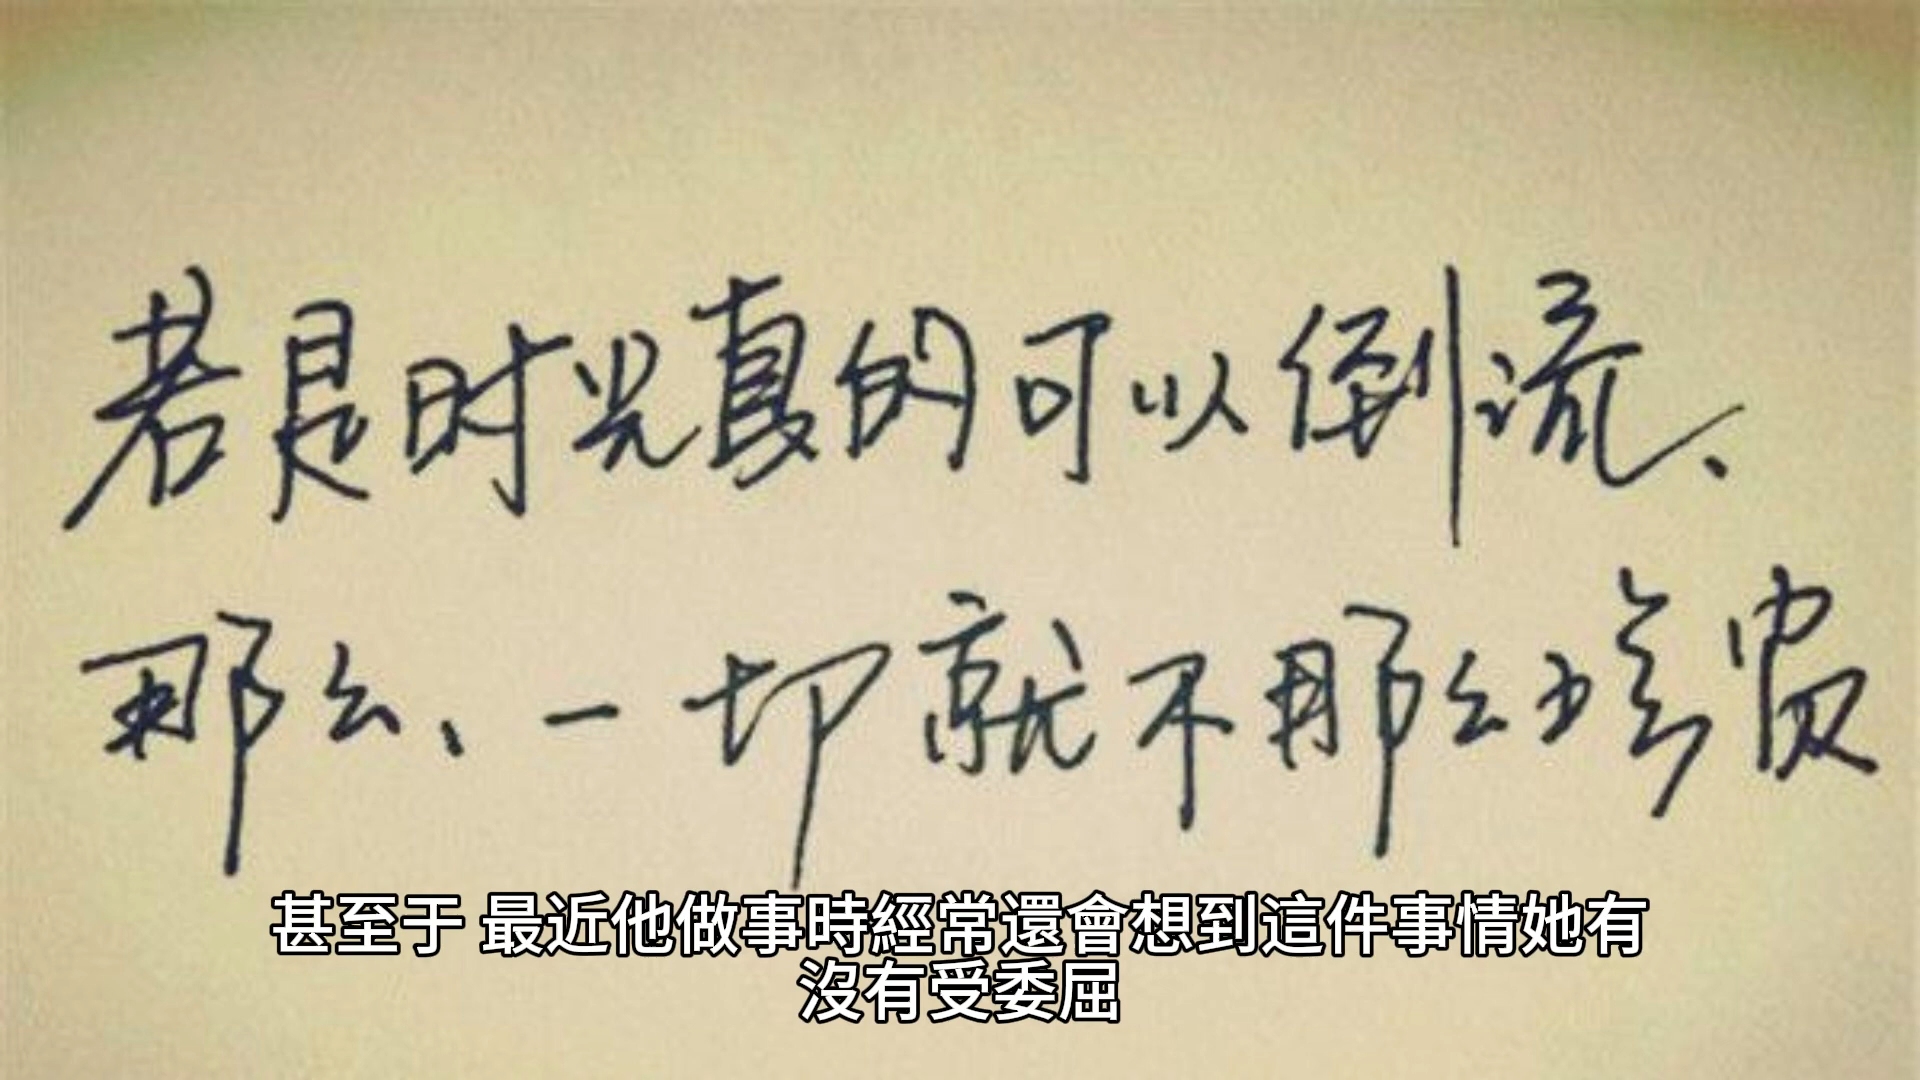 若是时光真的可以倒流、
那么、一切就不那么珍贵
甚至于 最近他做事時經常還會想到這件事情她有
沒有受委屈